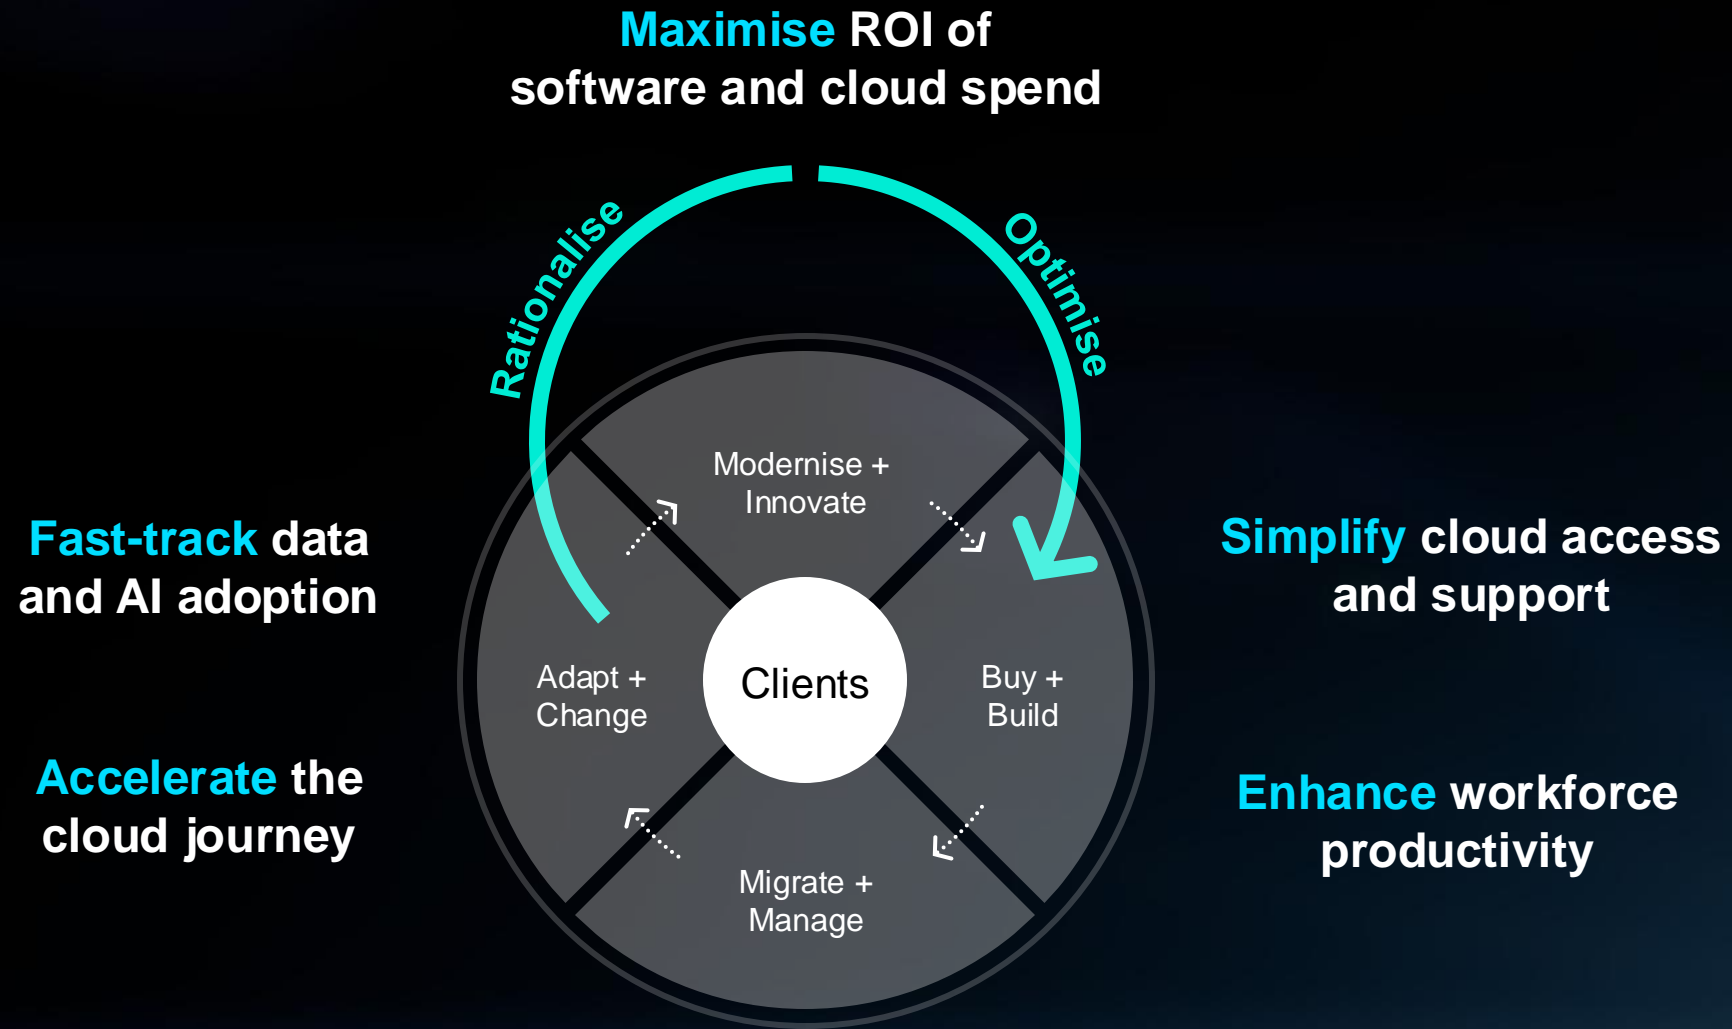 Maximise ROI of
software and cloud spend
Rationalise
Optimise
Modernise +
Innovate
Fast-track data
and AI adoption
Simplify cloud access
and support
Adapt +
Change
Clients
Buy +
Build
Accelerate the
cloud journey
Enhance workforce
productivity
Migrate +
Manage